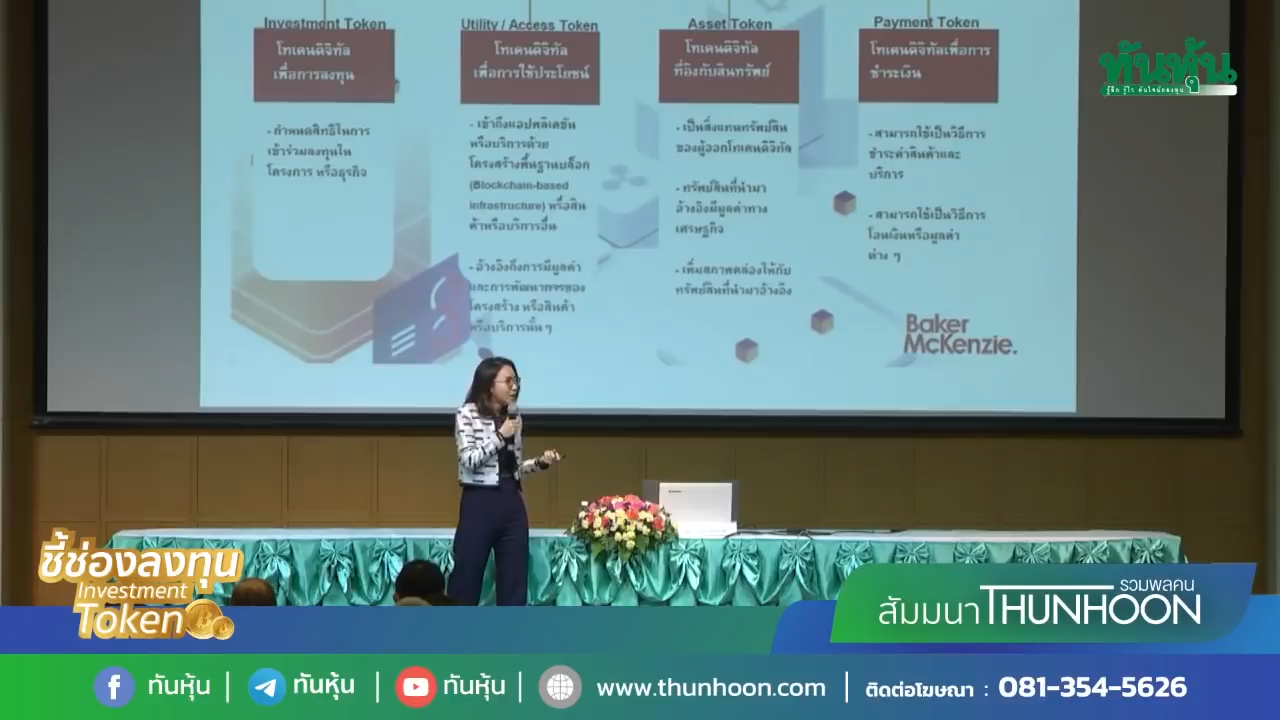 Investment Token
โทเคนดิจิทัล
เพื่อการลงทุน
- กำหนดสิทธิในการ
เข้าร่วมลงทุนใน
โครงการ หรือธุรกิจ
Utility / Access Token
โทเคนดิจิทัล
เพื่อการใช้ประโยชน์
- เข้าถึงแอปพลิเคชัน
หรือบริการด้วย
โครงสร้างพื้นฐานบล็อก
(Blockchain-based
infrastructure) หรือสิน
ค้าหรือบริการอื่น
- อ้างอิงถึงการมีมูลค่า
และการพัฒนาการของ
โครงสร้าง หรือสินค้า
หรือบริการนั้น ๆ
Asset Token
โทเคนดิจิทัล
ที่อิงกับสินทรัพย์
- เป็นสิ่งแทนทรัพย์สิน
ของผู้ออกโทเคนดิจิทัล
- ทรัพย์สินที่นำมา
อ้างอิงมีมูลค่าทาง
เศรษฐกิจ
- เพิ่มสภาพคล่องให้กับ
ทรัพย์สินที่นำมาอ้างอิง
Payment Token
โทเคนดิจิทัลเพื่อการ
ชำระเงิน
- สามารถใช้เป็นวิธีการ
ชำระค่าสินค้าและ
บริการ
- สามารถใช้เป็นวิธีการ
โอนเงินหรือมูลค่า
ต่าง ๆ
Baker
McKenzie.
ทันหุ้น
รู้ลึก รู้ไว ทันใจนักลงทุน
ชี้ช่องลงทุน
Investment
Token
สัมมนา THUNHOON
รวมพลคน
ทันหุ้น | ทันหุ้น | ทันหุ้น | www.thunhoon.com | ติดต่อโฆษณา : 081-354-5626